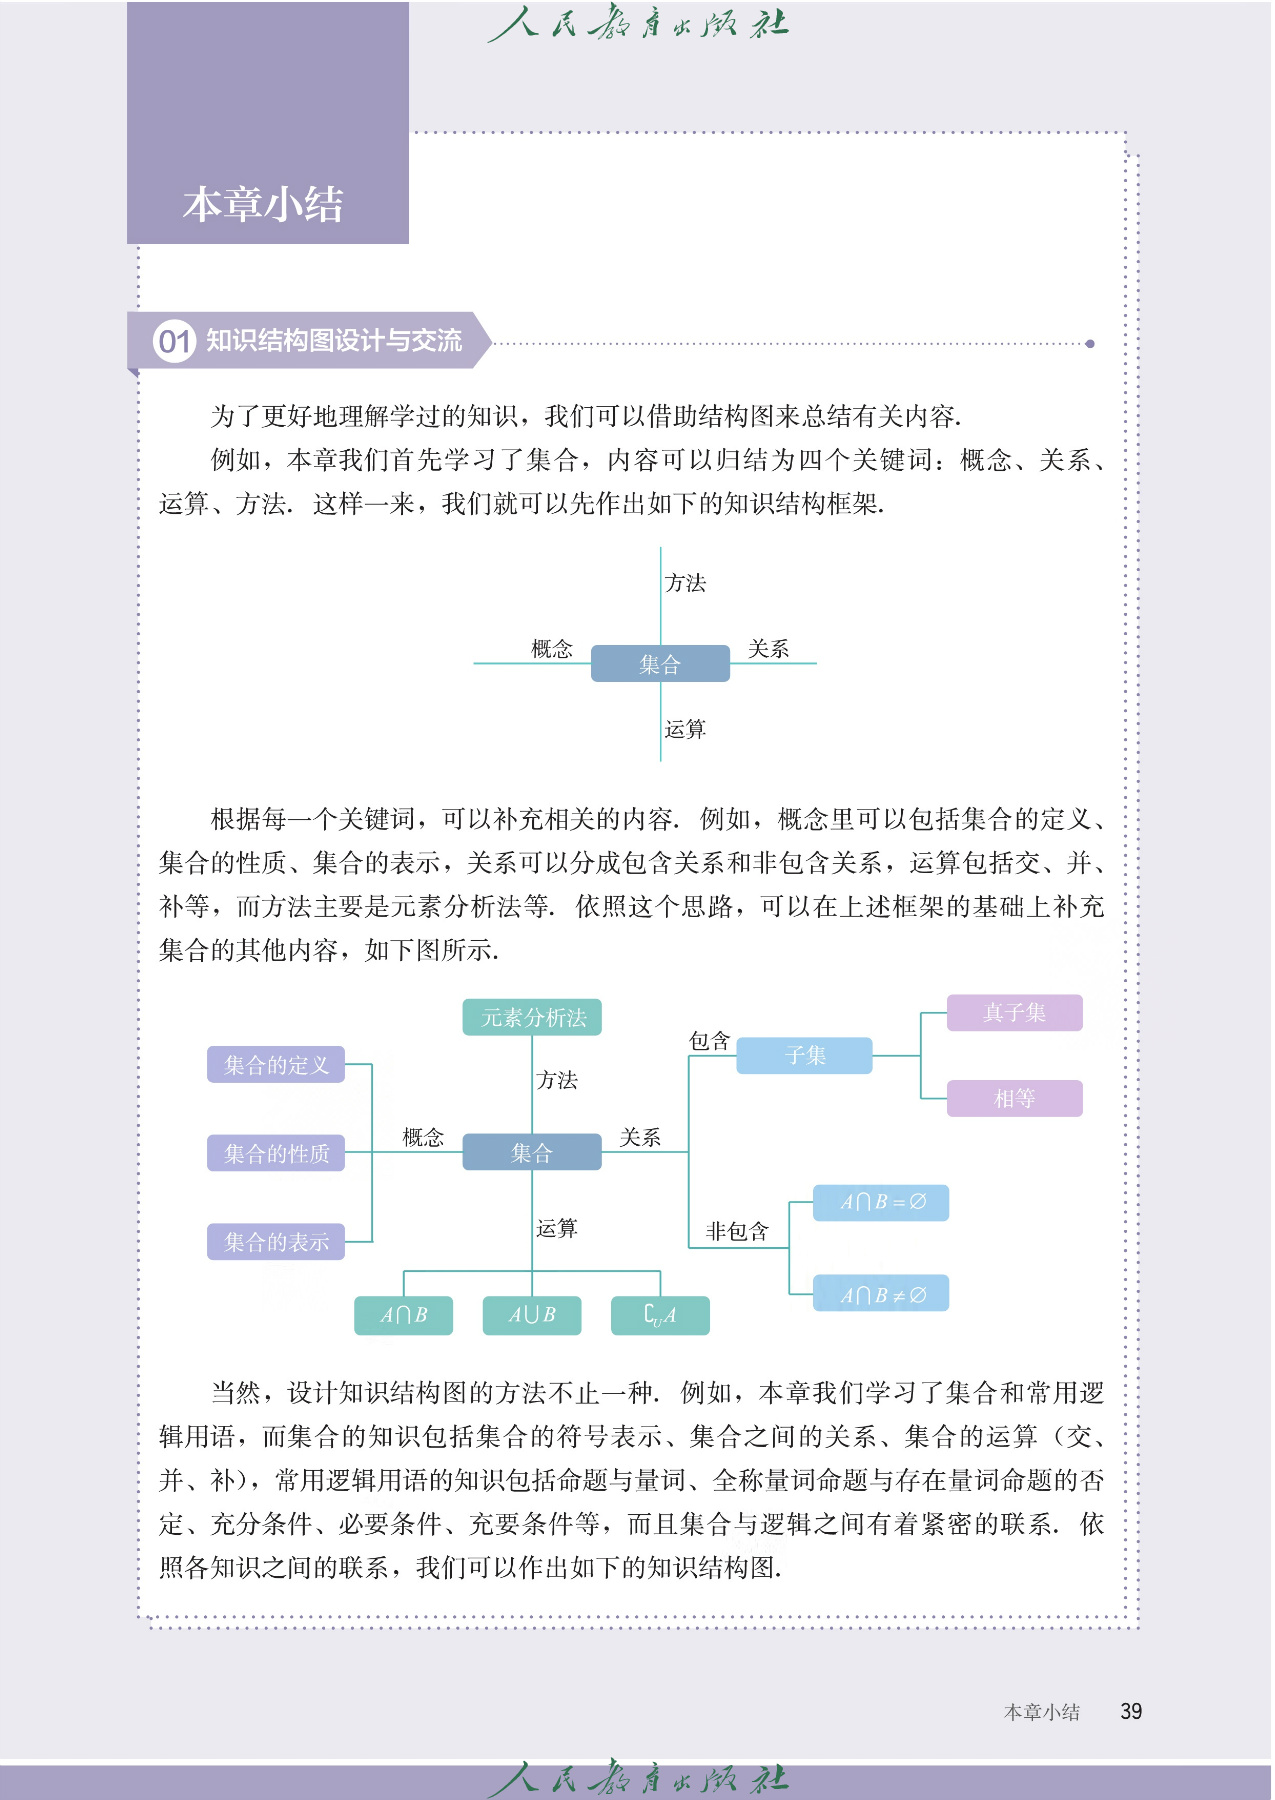 人民教育出版社
本章小结
01 知识结构图设计与交流
为了更好地理解学过的知识，我们可以借助结构图来总结有关内容.
例如，本章我们首先学习了集合，内容可以归结为四个关键词：概念、关系、
运算、方法. 这样一来，我们就可以先作出如下的知识结构框架.
方法
概念
集合
关系
运算
根据每一个关键词，可以补充相关的内容. 例如，概念里可以包括集合的定义、
集合的性质、集合的表示，关系可以分成包含关系和非包含关系，运算包括交、并、
补等，而方法主要是元素分析法等. 依照这个思路，可以在上述框架的基础上补充
集合的其他内容，如下图所示.
元素分析法
方法
集合的定义
集合的性质
集合的表示
概念
集合
关系
包含
子集
真子集
相等
非包含
A∩B=∅
A∩B≠∅
运算
A∩B
A∪B
∁UA
当然，设计知识结构图的方法不止一种. 例如，本章我们学习了集合和常用逻
辑用语，而集合的知识包括集合的符号表示、集合之间的关系、集合的运算（交、
并、补），常用逻辑用语的知识包括命题与量词、全称量词命题与存在量词命题的否
定、充分条件、必要条件、充要条件等，而且集合与逻辑之间有着紧密的联系. 依
照各知识之间的联系，我们可以作出如下的知识结构图.
本章小结 39
人民教育出版社